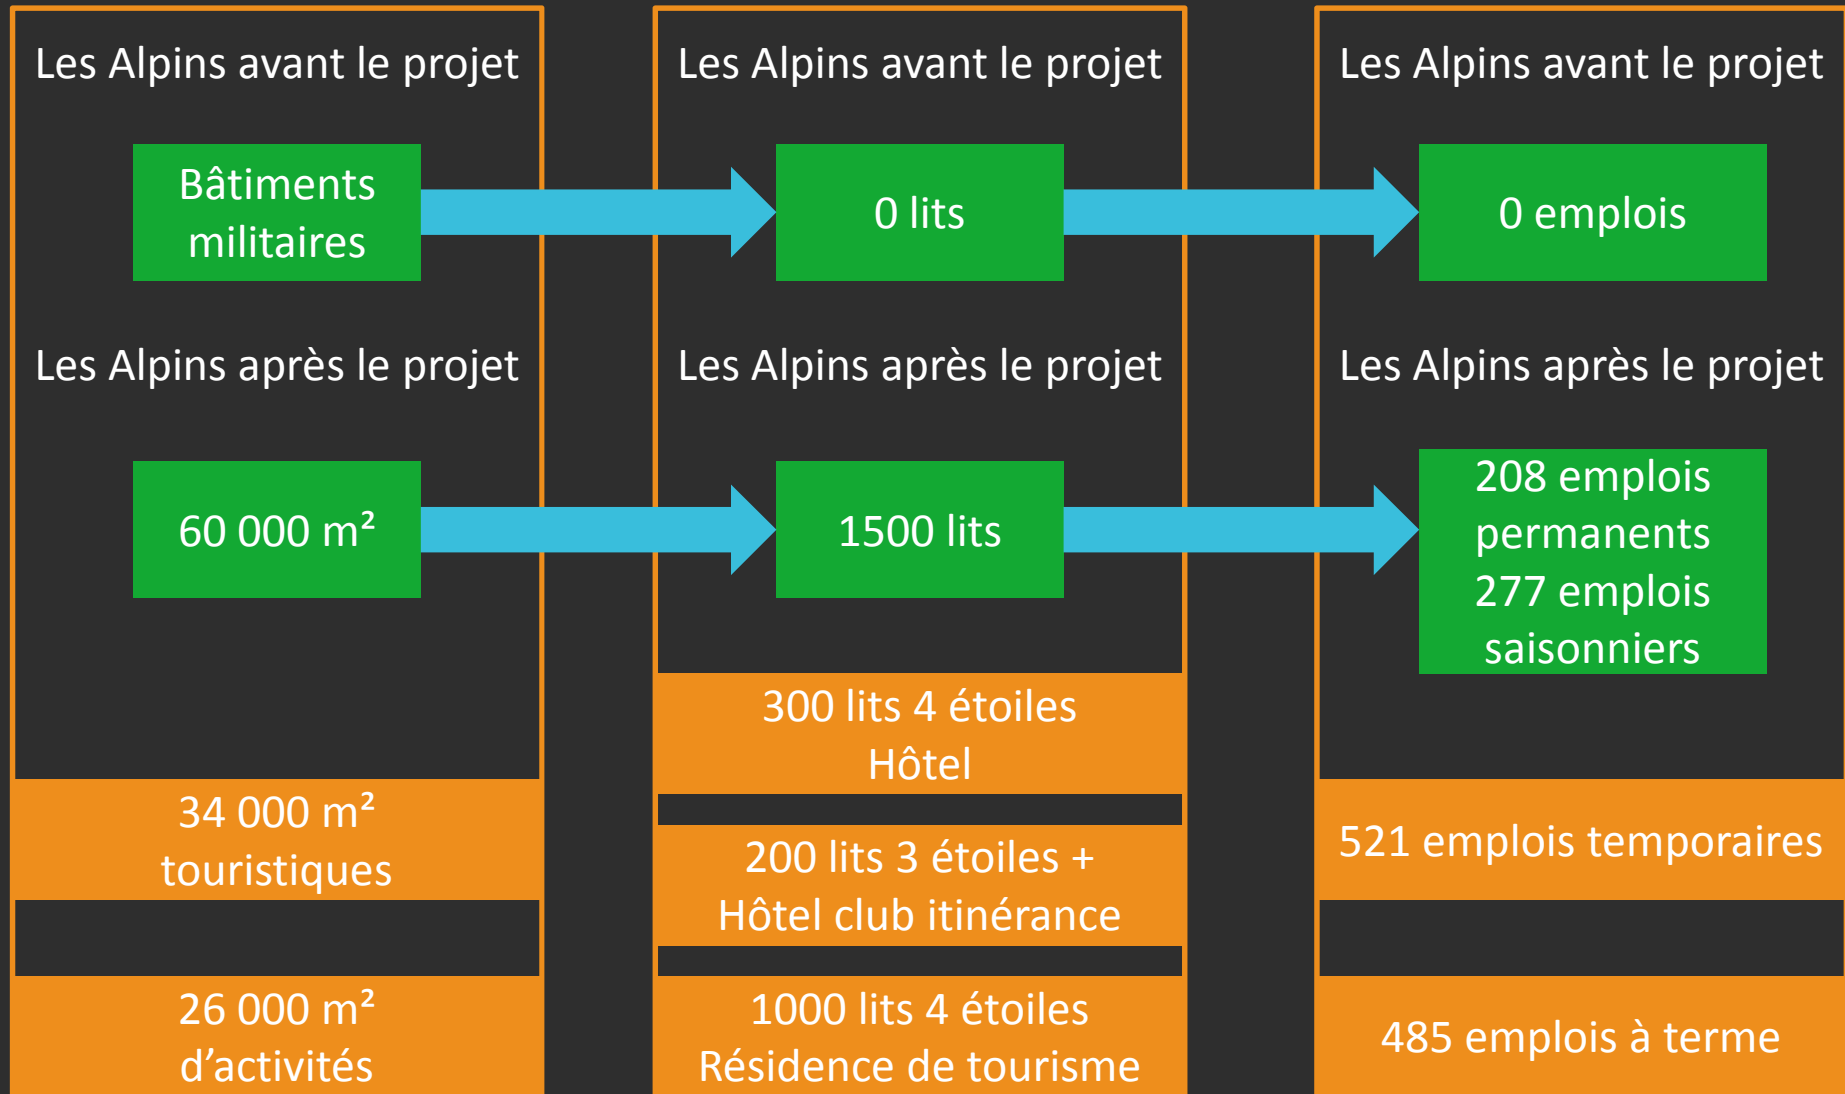 Les Alpins avant le projet
Bâtiments
militaires
Les Alpins après le projet
60 000 m²
34 000 m²
touristiques
26 000 m²
d’activités
Les Alpins avant le projet
0 lits
Les Alpins après le projet
1500 lits
300 lits 4 étoiles
Hôtel
200 lits 3 étoiles +
Hôtel club itinérance
1000 lits 4 étoiles
Résidence de tourisme
Les Alpins avant le projet
0 emplois
Les Alpins après le projet
208 emplois
permanents
277 emplois
saisonniers
521 emplois temporaires
485 emplois à terme